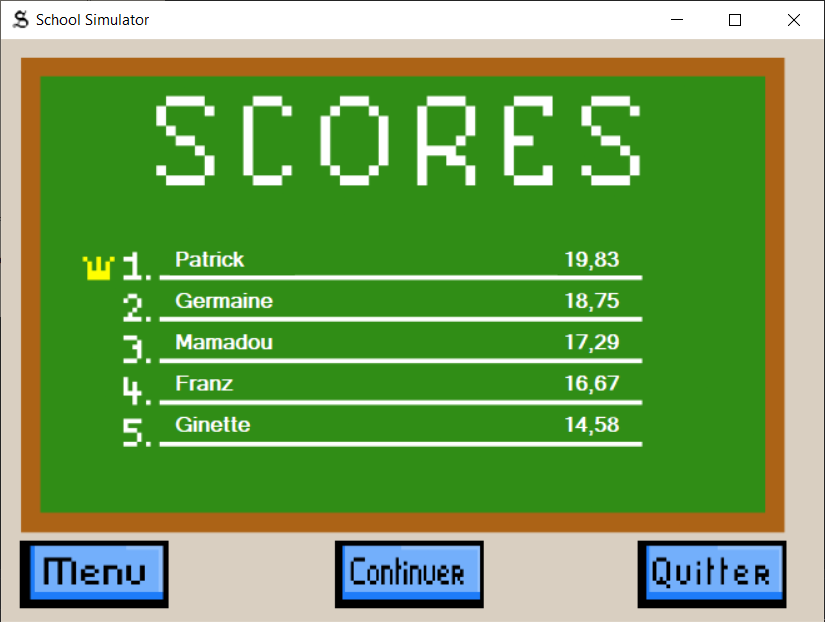 School Simulator
SCORES
1. Patrick 19,83
2. Germaine 18,75
3. Mamadou 17,29
4. Franz 16,67
5. Ginette 14,58
Menu Continuer Quitter